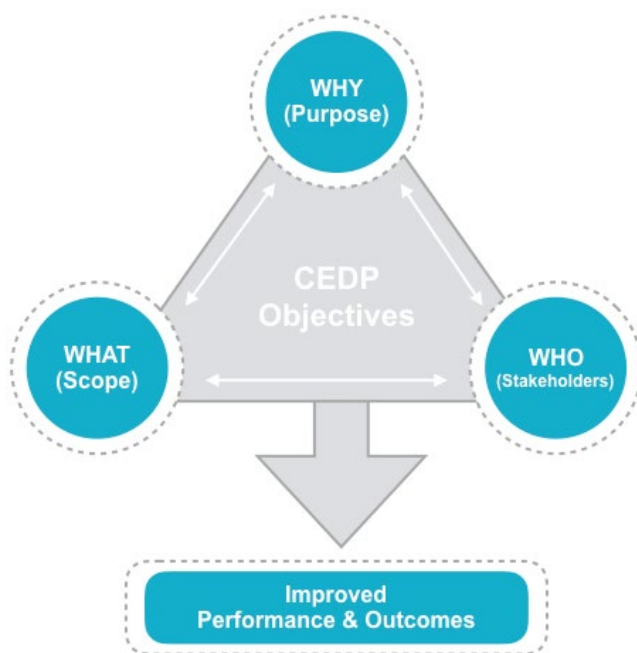 WHY
(Purpose)
CEDP
Objectives
WHAT
(Scope)
WHO
(Stakeholders)
Improved
Performance & Outcomes